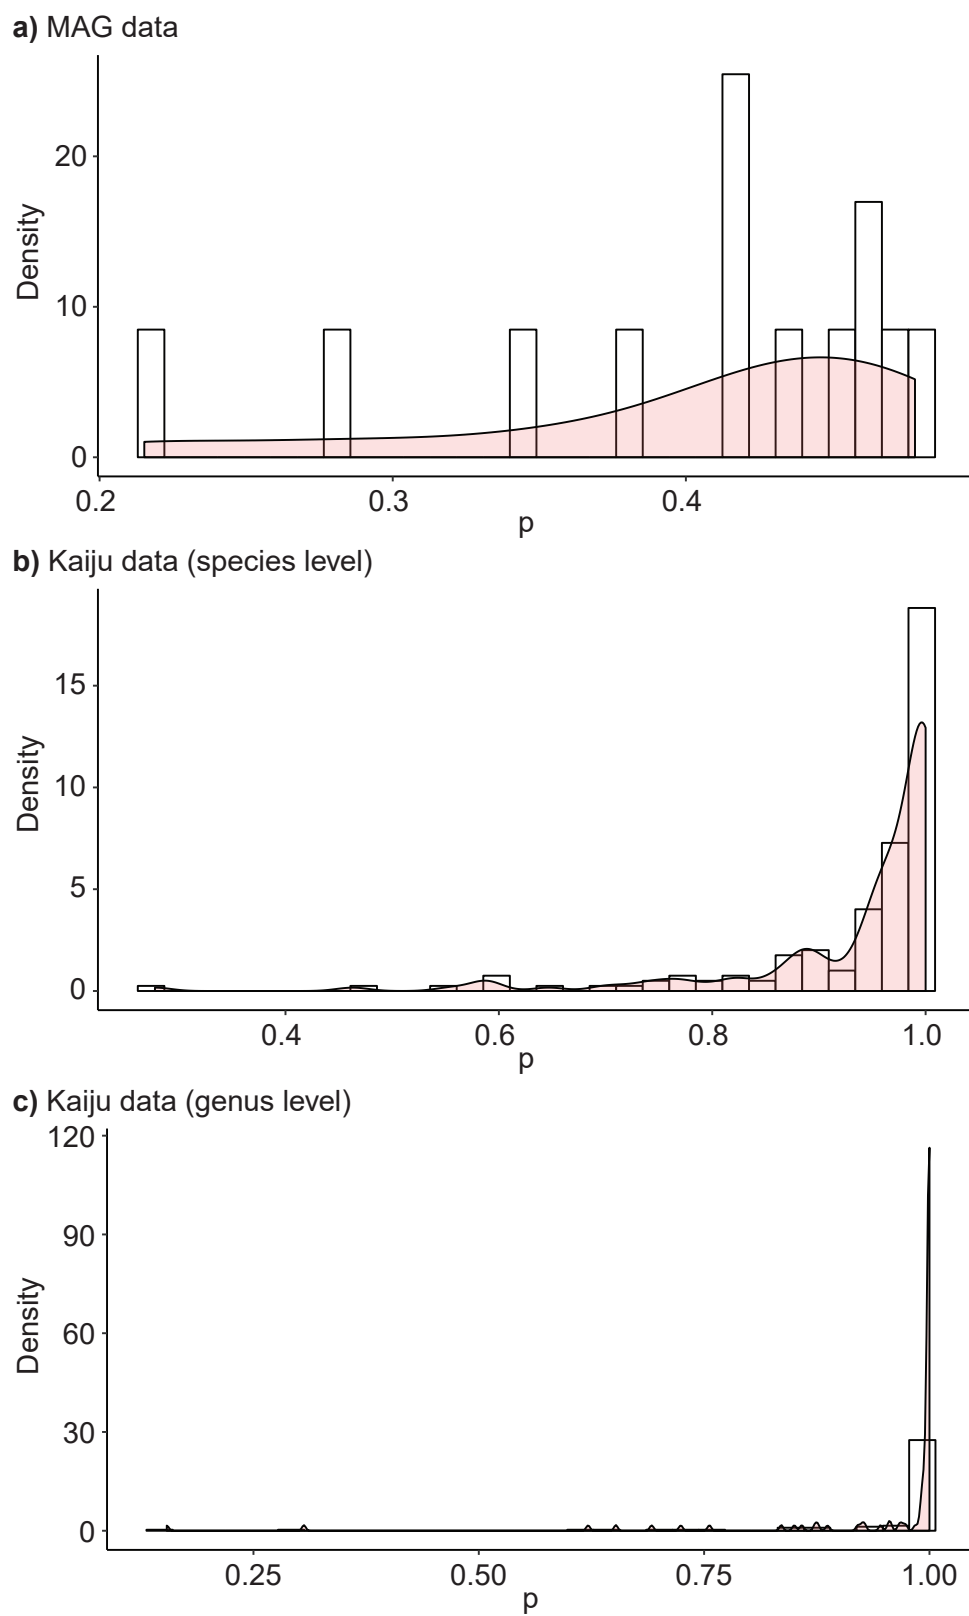 a) MAG data
20
10
0
Density
0.2 0.3 0.4
p
b) Kaiju data (species level)
15
10
5
0
Density
0.4 0.6 0.8 1.0
p
c) Kaiju data (genus level)
120
90
60
30
0
Density
0.25 0.50 0.75 1.00
p